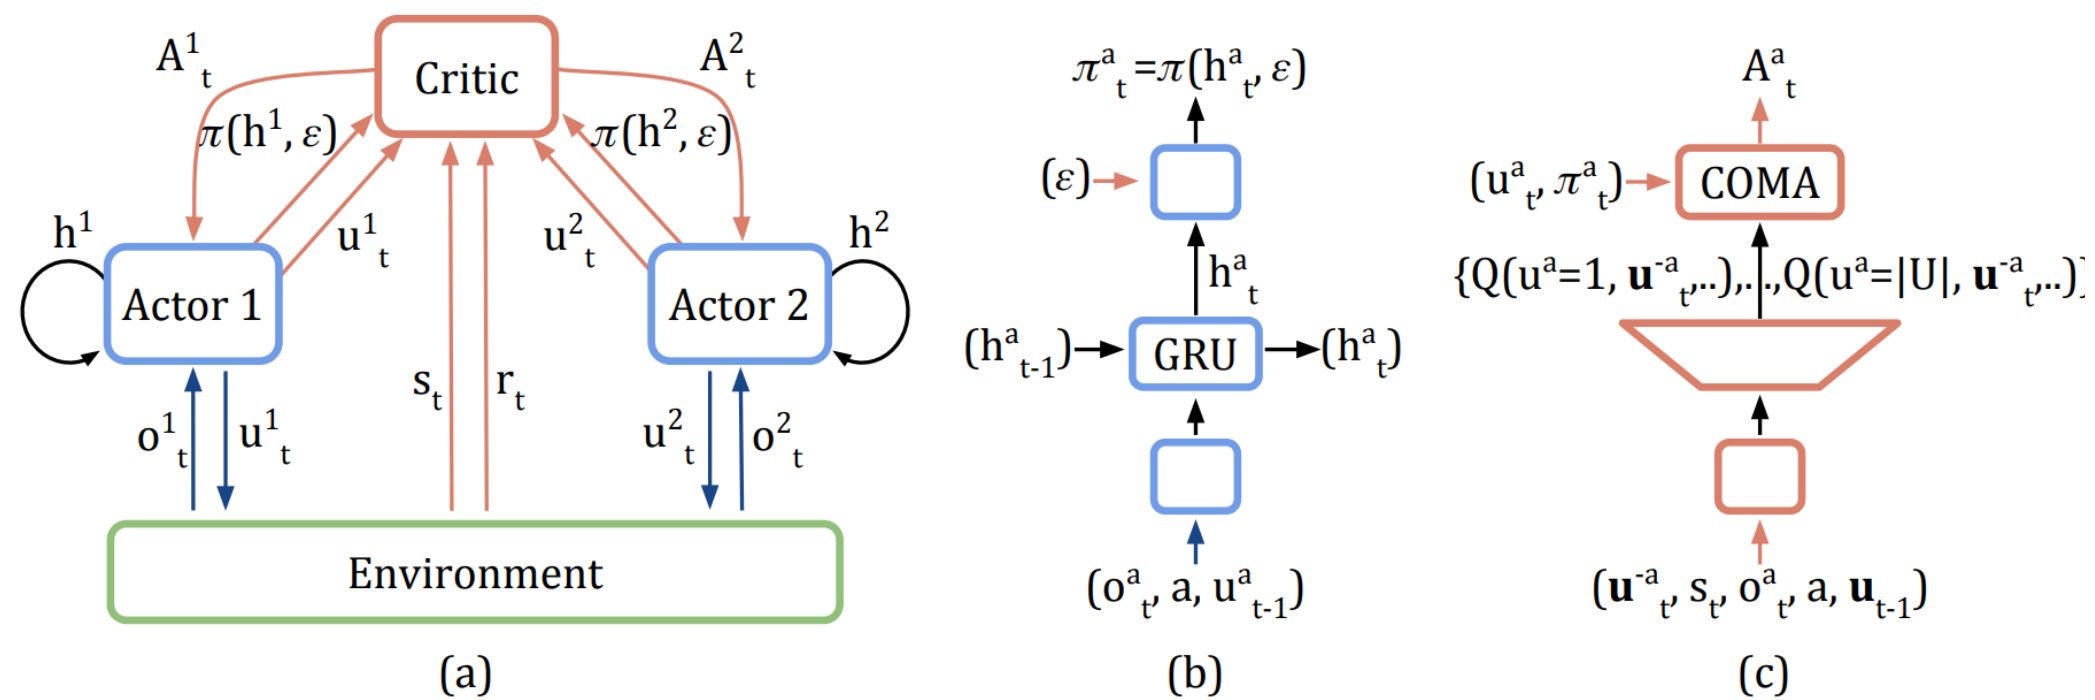 A¹ₜ
Critic
A²ₜ
π(h¹, ε)
π(h², ε)
h¹
u¹ₜ
u²ₜ
h²
Actor 1
Actor 2
sₜ
rₜ
o¹ₜ
u¹ₜ
u²ₜ
o²ₜ
Environment
(a)
πᵃₜ=π(hᵃₜ, ε)
(ε)
hᵃₜ
(hᵃₜ₋₁)
GRU
(hᵃₜ)
(oᵃₜ, a, uᵃₜ₋₁)
(b)
Aᵃₜ
(uᵃₜ, πᵃₜ)
COMA
{Q(uᵃ=1, u⁻ᵃₜ,..),..,Q(uᵃ=|U|, u⁻ᵃₜ,..)}
(u⁻ᵃₜ, sₜ, oᵃₜ, a, uₜ₋₁)
(c)